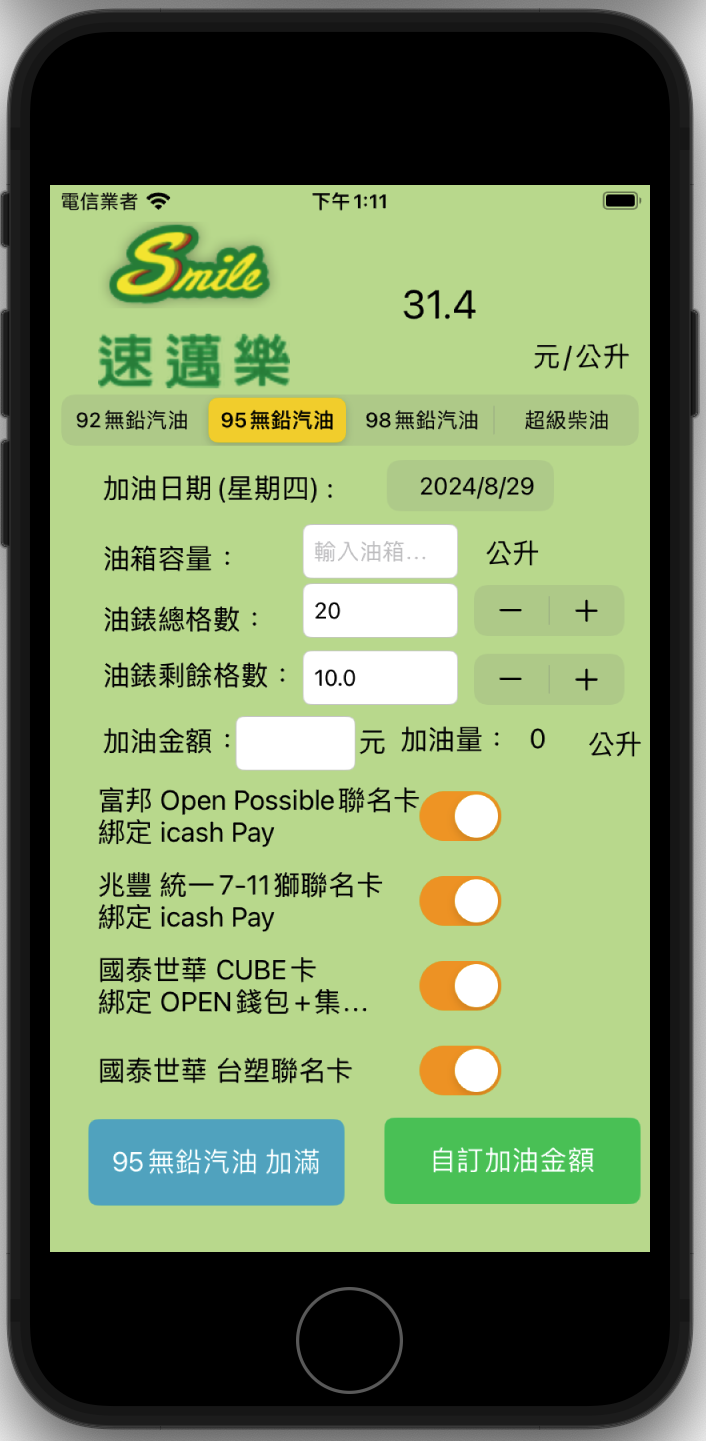 電信業者
下午1:11
Smile
速邁樂
31.4
元/公升
92無鉛汽油
95無鉛汽油
98無鉛汽油
超級柴油
加油日期(星期四)：
2024/8/29
油箱容量：
輸入油箱...
公升
油錶總格數：
20
油錶剩餘格數：
10.0
加油金額：
元
加油量：
0
公升
富邦 Open Possible聯名卡
綁定 icash Pay
兆豐 統一7-11獅聯名卡
綁定 icash Pay
國泰世華 CUBE卡
綁定 OPEN錢包+集...
國泰世華 台塑聯名卡
95無鉛汽油 加滿
自訂加油金額